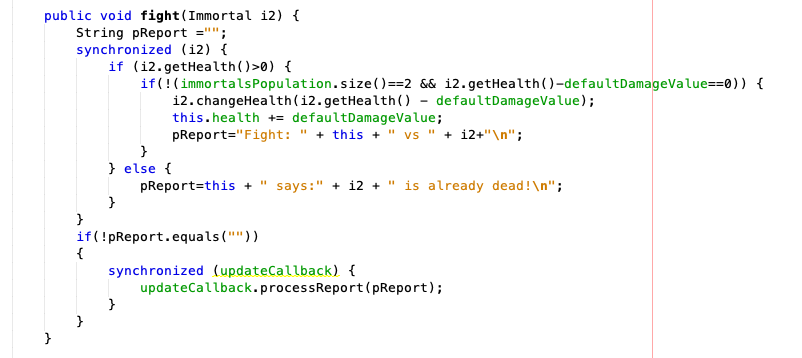 public void fight(Immortal i2) {
    String pReport ="";
    synchronized (i2) {
        if (i2.getHealth()>0) {
            if(!(immortalsPopulation.size()==2 && i2.getHealth()-defaultDamageValue==0)) {
                i2.changeHealth(i2.getHealth() - defaultDamageValue);
                this.health += defaultDamageValue;
                pReport="Fight: " + this + " vs " + i2+"\n";
            }
        } else {
            pReport=this + " says:" + i2 + " is already dead!\n";
        }
    }
    if(!pReport.equals(""))
    {
        synchronized (updateCallback) {
            updateCallback.processReport(pReport);
        }
    }
}